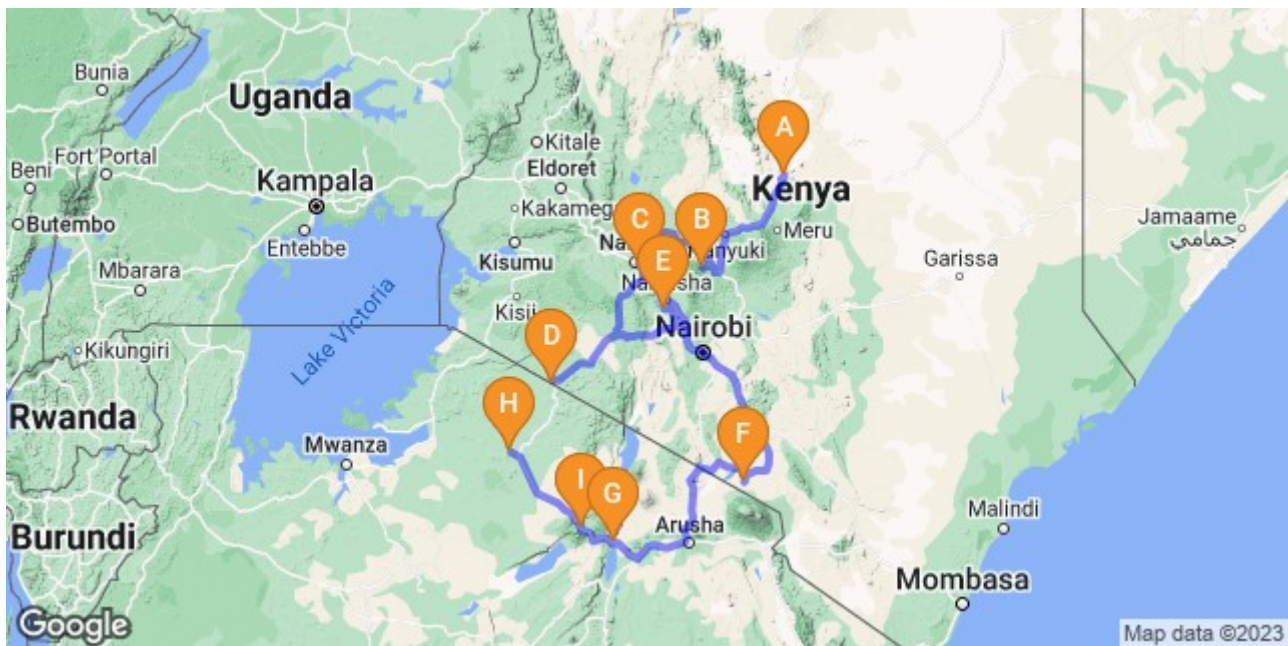 Bunia
Uganda
Kitale
A
Beni
Fort Portal
Eldoret
Kampala
Kenya
Kakameg
C
B
Meru
Jamaame
جمامي
Butembo
Entebbe
Na
anyuki
Kisumu
E
Garissa
Mbarara
Na
sha
Kisii
Nairobi
Lake Victoria
Kikungiri
D
Rwanda
H
F
Mwanza
I
G
Malindi
Arusha
Burundi
Mombasa
Google
Map data ©2023